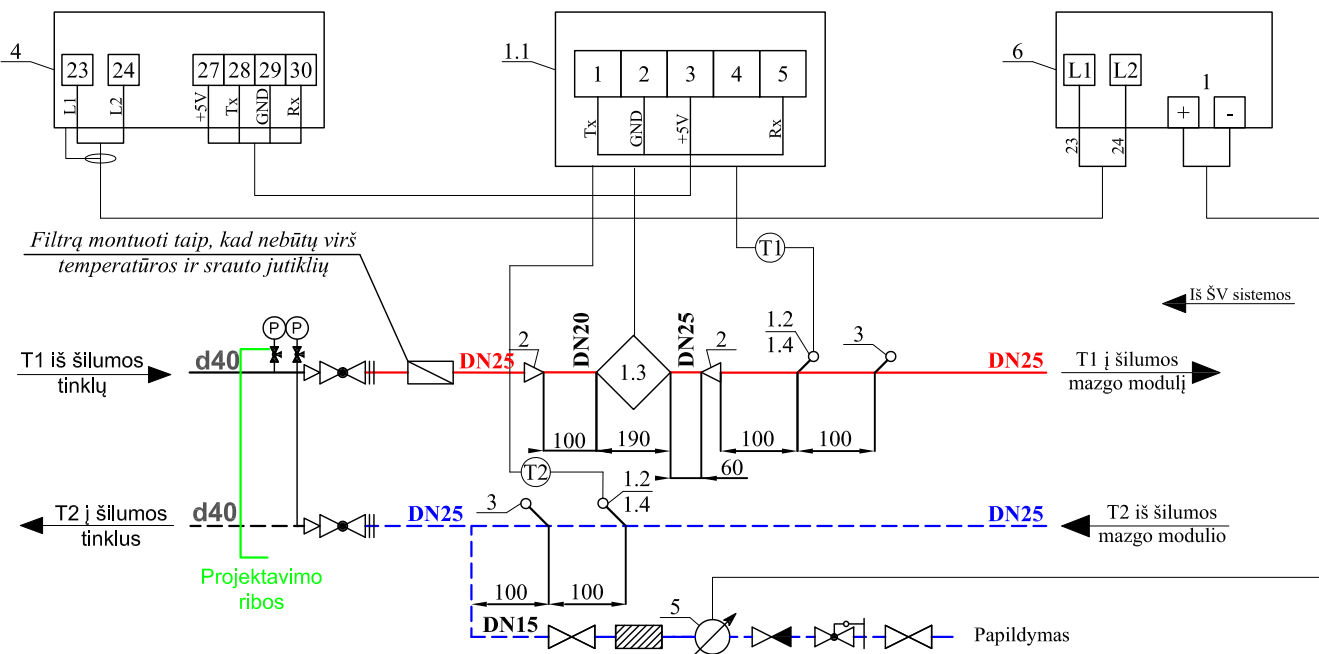 4
23
24
27
28
29
30
L1
L2
+5V
Tx
GND
Rx
1.1
1
2
3
4
5
Tx
GND
+5V
Rx
6
L1
L2
1
+
-
23
24
Filtrą montuoti taip, kad nebūtų virš
temperatūros ir srauto jutiklių
T1
Iš ŠV sistemos
P
P
T1 iš šilumos
tinklų
d40
DN25
2
DN20
1.3
DN25
2
1.2
1.4
3
DN25
T1 į šilumos
mazgo modulį
100
190
60
100
100
T2
T2 į šilumos
tinklus
d40
DN25
3
1.2
1.4
DN25
T2 iš šilumos
mazgo modulio
Projektavimo
ribos
100
100
DN15
5
Papildymas